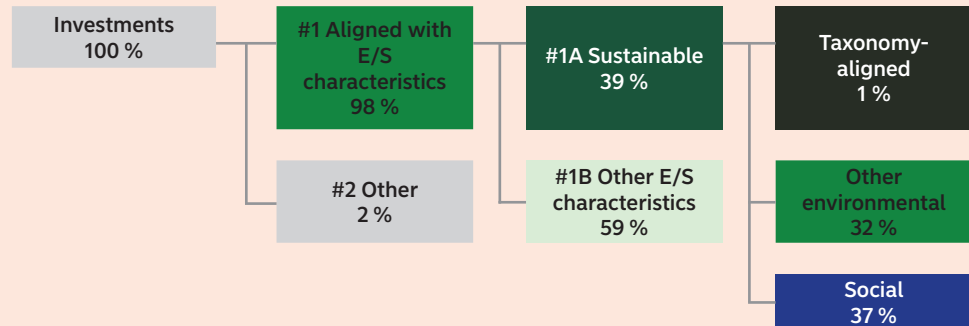 Investments
100 %
#1 Aligned with
E/S
characteristics
98 %
#1A Sustainable
39 %
Taxonomy-
aligned
1 %
#2 Other
2 %
#1B Other E/S
characteristics
59 %
Other
environmental
32 %
Social
37 %